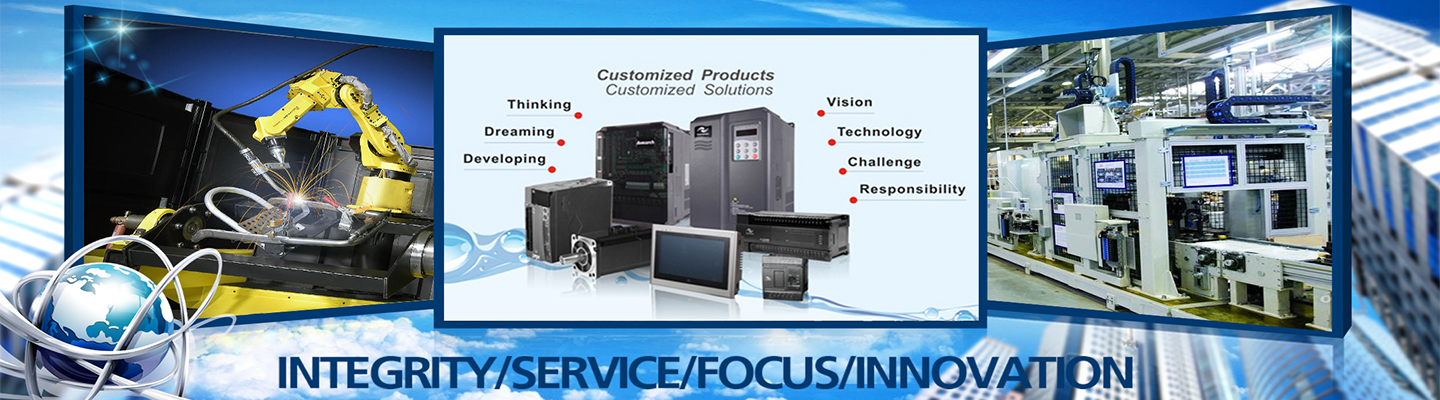 Customized Products
Customized Solutions
Thinking
Dreaming
Developing
Vision
Technology
Challenge
Responsibility
INTEGRITY/SERVICE/FOCUS/INNOVATION